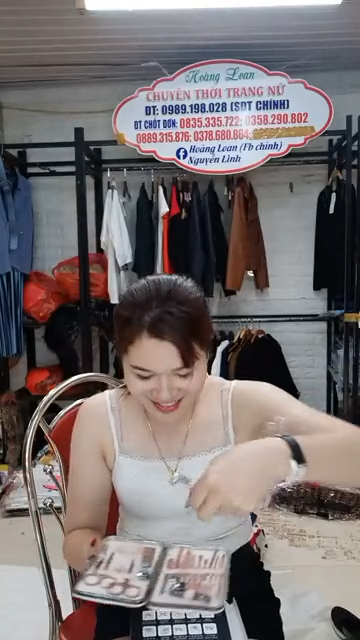 Hoàng Loan
CHUYÊN THỜI TRANG NỮ
ĐT: 0989.198.028 (SĐT CHÍNH)
ĐT CHỐT ĐƠN: 0835.335.722; 0358.290.802
0889.315.876; 0378.680.664;
Hoàng Loan (Fb chính)
Nguyễn Linh